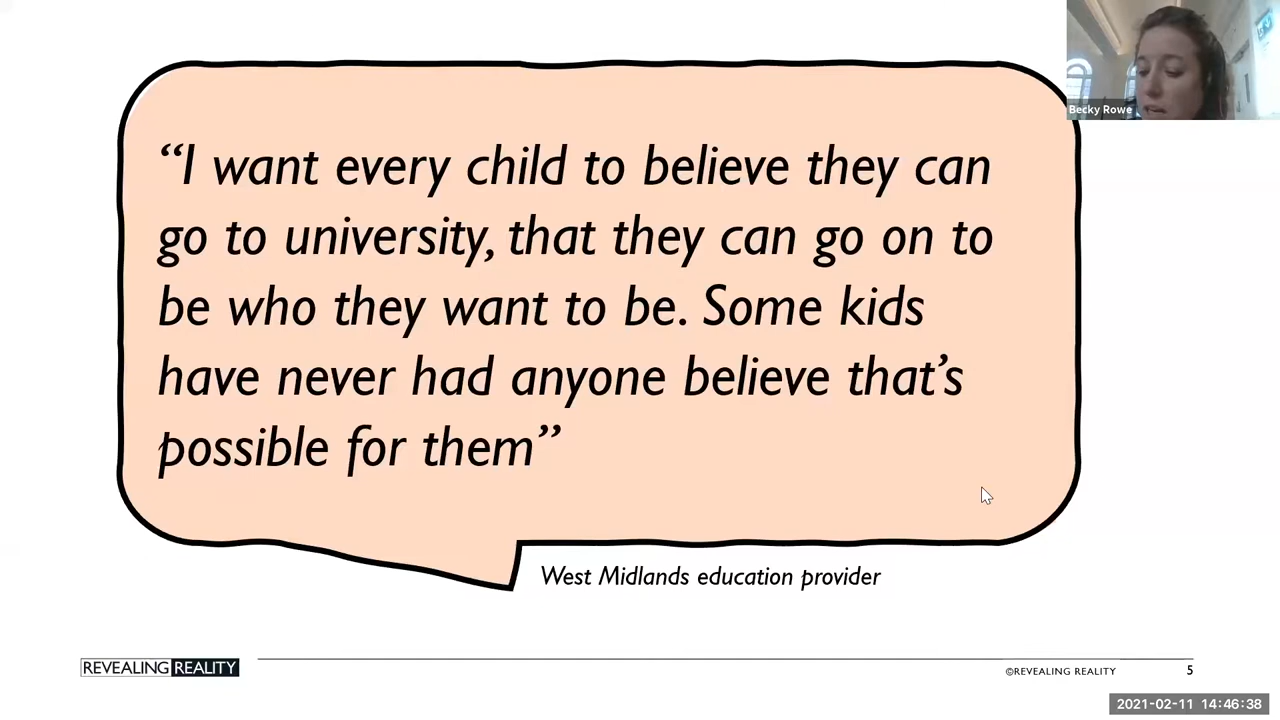 Becky Rowe
“I want every child to believe they can
go to university, that they can go on to
be who they want to be. Some kids
have never had anyone believe that’s
possible for them”
West Midlands education provider
REVEALING REALITY
©REVEALING REALITY
5
2021-02-11 14:46:38